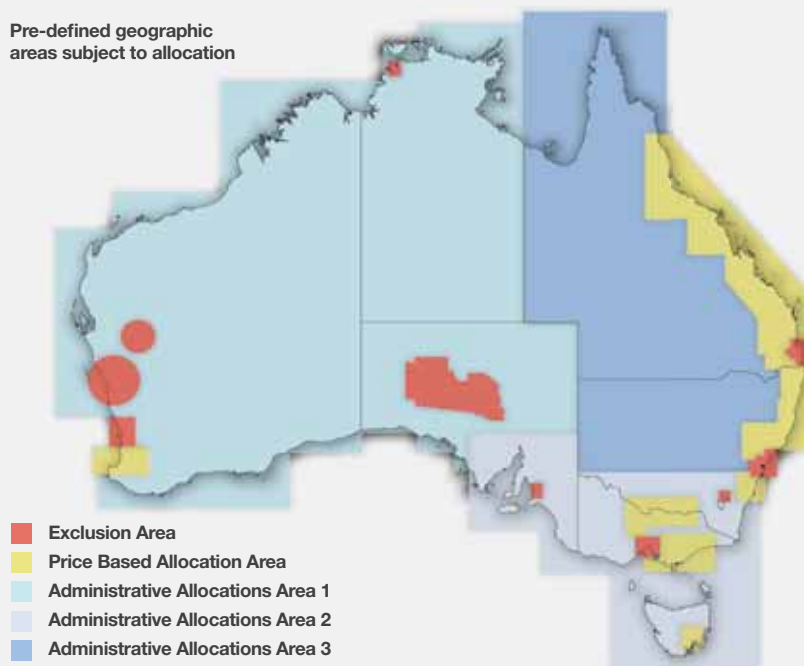 Pre-defined geographic
areas subject to allocation
Exclusion Area
Price Based Allocation Area
Administrative Allocations Area 1
Administrative Allocations Area 2
Administrative Allocations Area 3